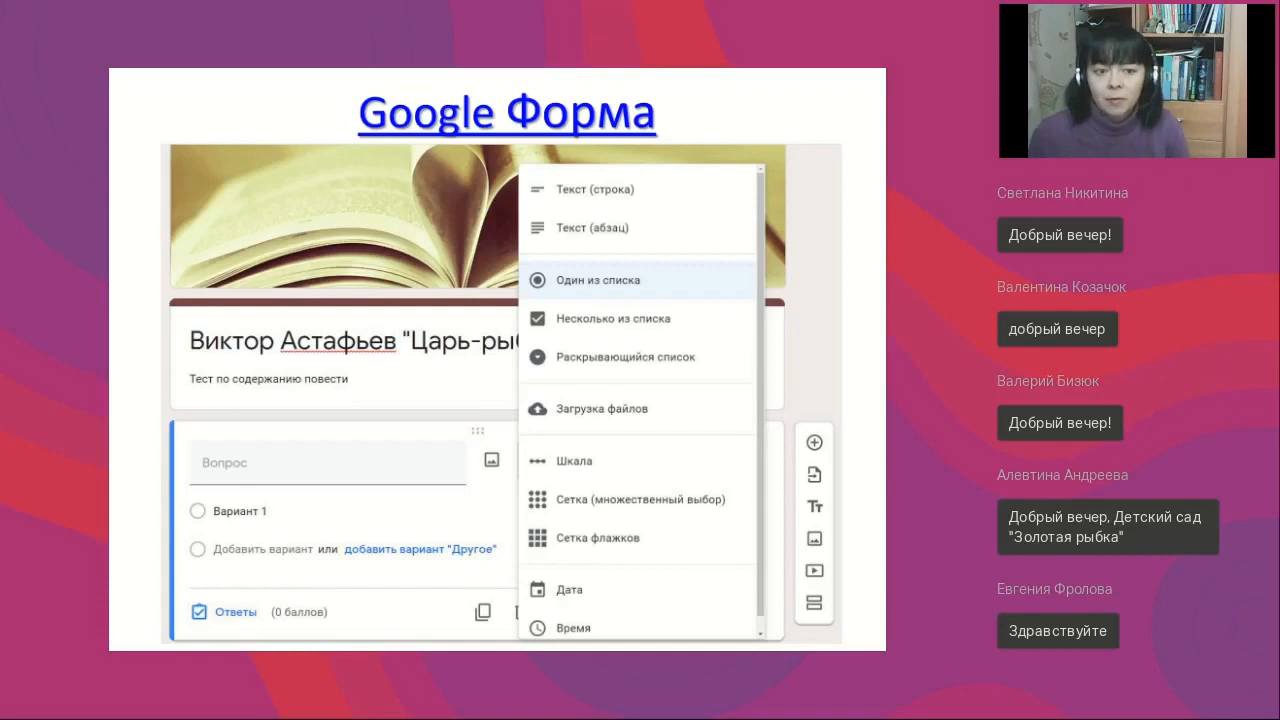 Google Форма
Текст (строка)
Текст (абзац)
Один из списка
Несколько из списка
Раскрывающийся список
Загрузка файлов
Шкала
Сетка (множественный выбор)
Сетка флажков
Дата
Время
Виктор Астафьев "Царь-ры
Тест по содержанию повести
Вопрос
Вариант 1
Добавить вариант или добавить вариант "Другое"
Ответы (0 баллов)
Tт
Светлана Никитина
Добрый вечер!
Валентина Козачок
добрый вечер
Валерий Бизюк
Добрый вечер!
Алевтина Андреева
Добрый вечер, Детский сад
"Золотая рыбка"
Евгения Фролова
Здравствуйте